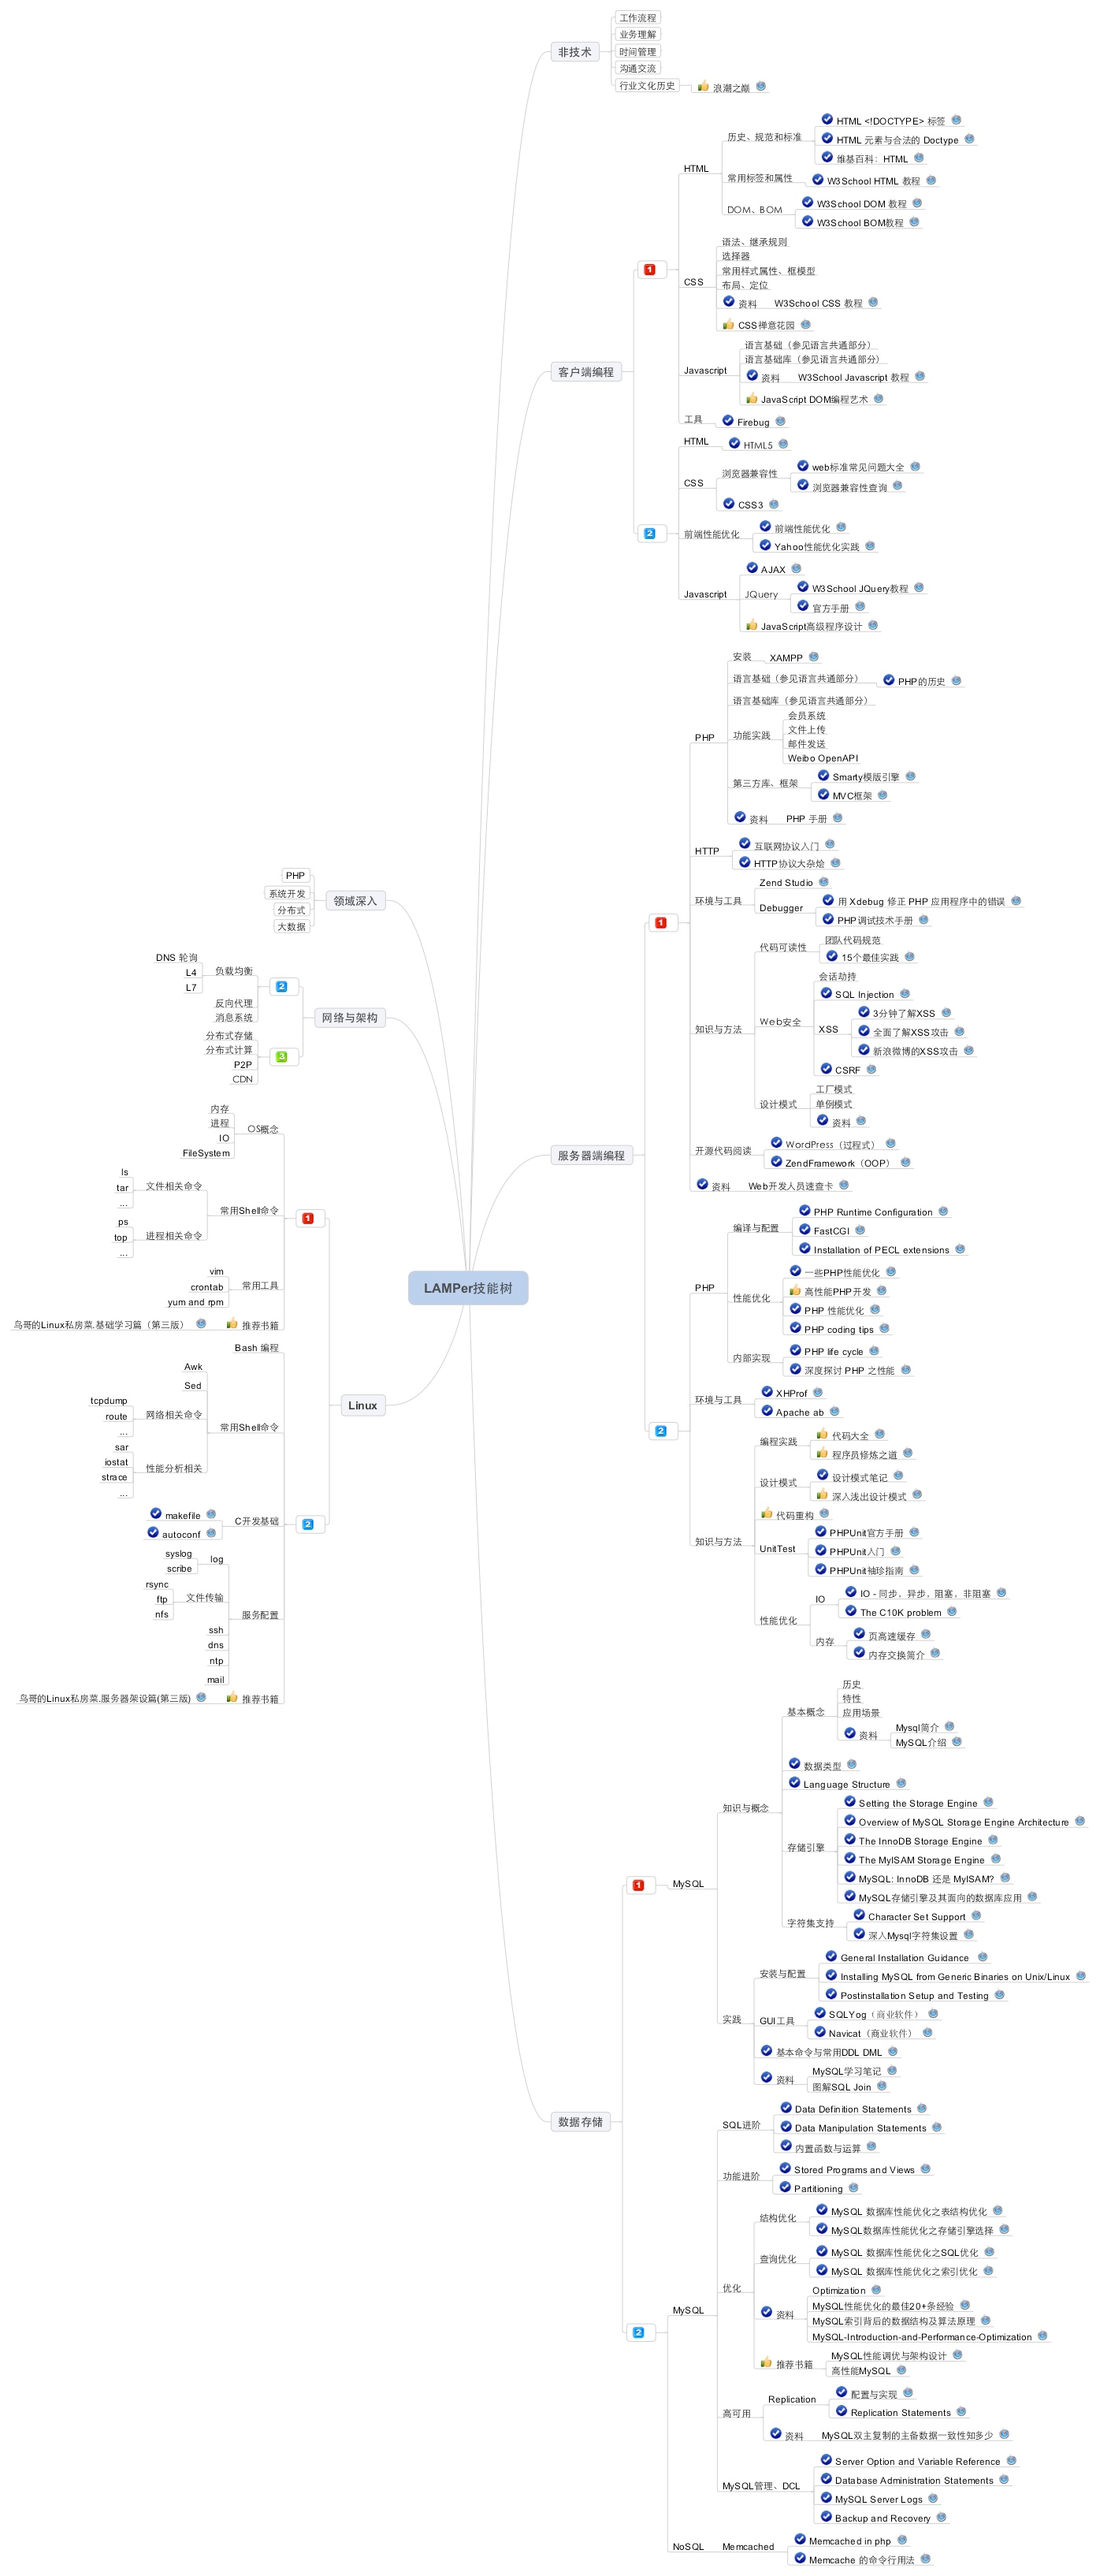 LAMPer技能树
非技术
工作流程
业务理解
时间管理
沟通交流
行业文化历史
浪潮之巅
客户端编程
1
HTML
历史、规范和标准
HTML <!DOCTYPE> 标签
HTML 元素与合法的 Doctype
维基百科：HTML
常用标签和属性
W3School HTML 教程
DOM、BOM
W3School DOM 教程
W3School BOM教程
CSS
语法、继承规则
选择器
常用样式属性、框模型
布局、定位
资料
W3School CSS 教程
CSS禅意花园
Javascript
语言基础（参见语言共通部分）
语言基础库（参见语言共通部分）
资料
W3School Javascript 教程
JavaScript DOM编程艺术
工具
Firebug
2
HTML
HTML5
CSS
浏览器兼容性
web标准常见问题大全
浏览器兼容性查询
CSS3
前端性能优化
前端性能优化
Yahoo性能优化实践
Javascript
AJAX
JQuery
W3School JQuery教程
官方手册
JavaScript高级程序设计
服务器端编程
1
PHP
安装
XAMPP
语言基础（参见语言共通部分）
PHP的历史
语言基础库（参见语言共通部分）
功能实践
会员系统
文件上传
邮件发送
Weibo OpenAPI
第三方库、框架
Smarty模版引擎
MVC框架
资料
PHP 手册
HTTP
互联网协议入门
HTTP协议大杂烩
环境与工具
Zend Studio
Debugger
用 Xdebug 修正 PHP 应用程序中的错误
PHP调试技术手册
知识与方法
代码可读性
团队代码规范
15个最佳实践
Web安全
会话劫持
SQL Injection
XSS
3分钟了解XSS
全面了解XSS攻击
新浪微博的XSS攻击
CSRF
设计模式
工厂模式
单例模式
资料
开源代码阅读
WordPress（过程式）
ZendFramework（OOP）
资料
Web开发人员速查卡
2
PHP
编译与配置
PHP Runtime Configuration
FastCGI
Installation of PECL extensions
性能优化
一些PHP性能优化
高性能PHP开发
PHP 性能优化
PHP coding tips
内部实现
PHP life cycle
深度探讨 PHP 之性能
环境与工具
XHProf
Apache ab
知识与方法
编程实践
代码大全
程序员修炼之道
设计模式
设计模式笔记
深入浅出设计模式
代码重构
UnitTest
PHPUnit官方手册
PHPUnit入门
PHPUnit袖珍指南
性能优化
IO
IO - 同步，异步，阻塞，非阻塞
The C10K problem
内存
页高速缓存
内存交换简介
数据存储
1
MySQL
知识与概念
基本概念
历史
特性
应用场景
资料
Mysql简介
MySQL介绍
数据类型
Language Structure
存储引擎
Setting the Storage Engine
Overview of MySQL Storage Engine Architecture
The InnoDB Storage Engine
The MyISAM Storage Engine
MySQL: InnoDB 还是 MyISAM?
MySQL存储引擎及其面向的数据库应用
字符集支持
Character Set Support
深入Mysql字符集设置
实践
安装与配置
General Installation Guidance
Installing MySQL from Generic Binaries on Unix/Linux
Postinstallation Setup and Testing
GUI工具
SQLYog（商业软件）
Navicat（商业软件）
基本命令与常用DDL DML
资料
MySQL学习笔记
图解SQL Join
2
MySQL
SQL进阶
Data Definition Statements
Data Manipulation Statements
内置函数与运算
功能进阶
Stored Programs and Views
Partitioning
优化
结构优化
MySQL 数据库性能优化之表结构优化
MySQL数据库性能优化之存储引擎选择
查询优化
MySQL 数据库性能优化之SQL优化
MySQL 数据库性能优化之索引优化
资料
Optimization
MySQL性能优化的最佳20+条经验
MySQL索引背后的数据结构及算法原理
MySQL-Introduction-and-Performance-Optimization
推荐书籍
MySQL性能调优与架构设计
高性能MySQL
高可用
Replication
配置与实现
Replication Statements
资料
MySQL双主复制的主备数据一致性知多少
MySQL管理、DCL
Server Option and Variable Reference
Database Administration Statements
MySQL Server Logs
Backup and Recovery
NoSQL
Memcached
Memcached in php
Memcache 的命令行用法
领域深入
PHP
系统开发
分布式
大数据
网络与架构
2
负载均衡
DNS 轮询
L4
L7
反向代理
消息系统
3
分布式存储
分布式计算
P2P
CDN
Linux
1
OS概念
内存
进程
IO
FileSystem
常用Shell命令
文件相关命令
ls
tar
...
进程相关命令
ps
top
...
常用工具
vim
crontab
yum and rpm
推荐书籍
鸟哥的Linux私房菜.基础学习篇（第三版）
2
Bash 编程
常用Shell命令
Awk
Sed
网络相关命令
tcpdump
route
...
性能分析相关
sar
iostat
strace
...
C开发基础
makefile
autoconf
服务配置
log
syslog
scribe
文件传输
rsync
ftp
nfs
ssh
dns
ntp
mail
推荐书籍
鸟哥的Linux私房菜.服务器架设篇(第三版)